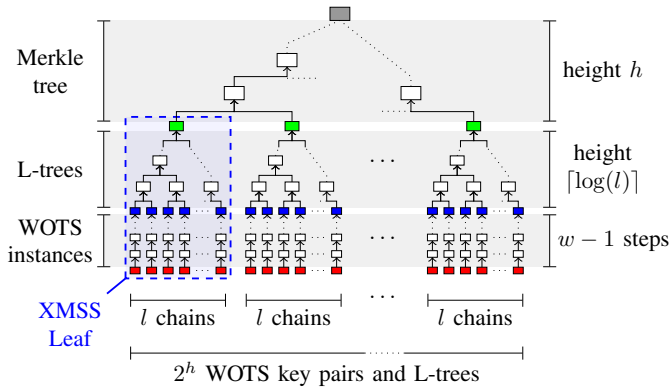 Merkle
tree
height h
L-trees
height
⌈log(l)⌉
WOTS
instances
w − 1 steps
XMSS
Leaf
l chains
l chains
l chains
2^h WOTS key pairs and L-trees